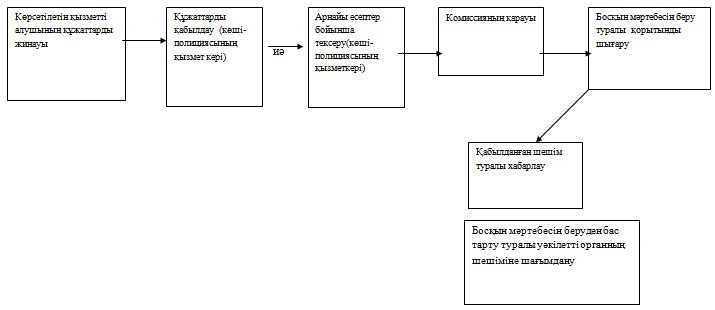 Көрсетілетін қызметті
алушының құжаттарды
жинауы
Құжаттарды
қабылдау (көші-
полициясының
қызмет кері)
иә
Арнайы есептер
бойынша
тексеру(көші-
полициясының
қызметкері)
Комиссияның қарауы
Босқын мәртебесін беру
туралы қорытынды
шығару
Қабылданған шешім
туралы хабарлау
Босқын мәртебесін беруден бас
тарту туралы уәкілетті органның
шешіміне шағымдану